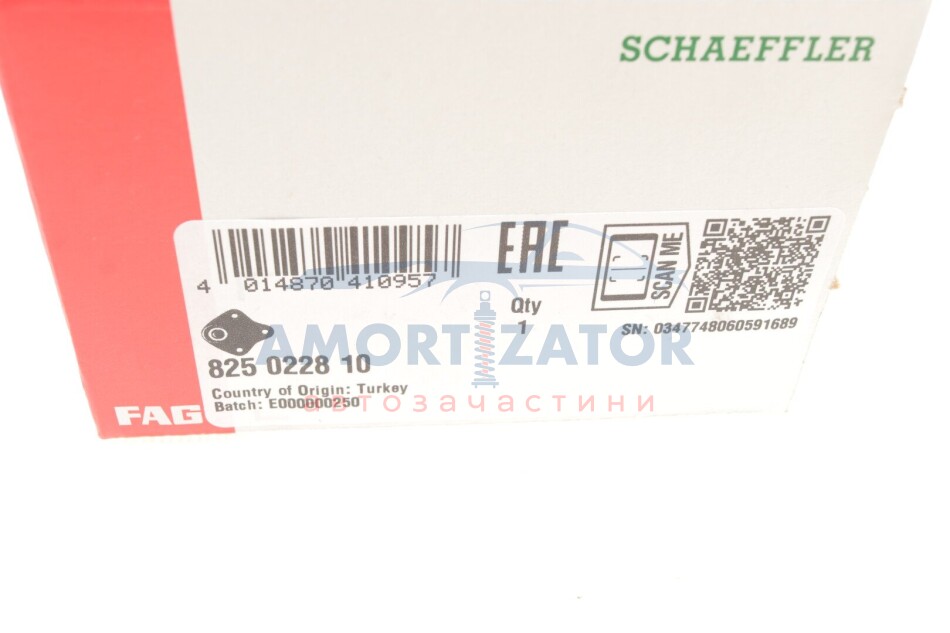 SCHAEFFLER
EAC
SCAN ME
4 014870 410957
Qty
1
SN: 0347748060591689
AMORTIZATOR
825 0228 10
Country of Origin: Turkey
автозачастини
Batch: E000000250
FAG